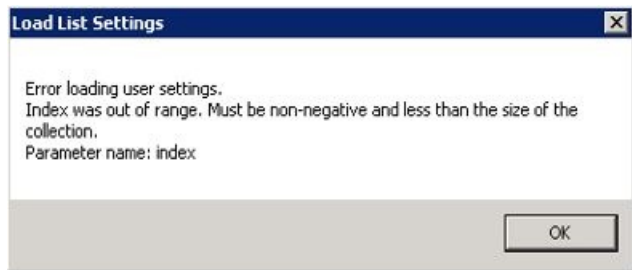 Load List Settings
Error loading user settings.
Index was out of range. Must be non-negative and less than the size of the
collection.
Parameter name: index
OK